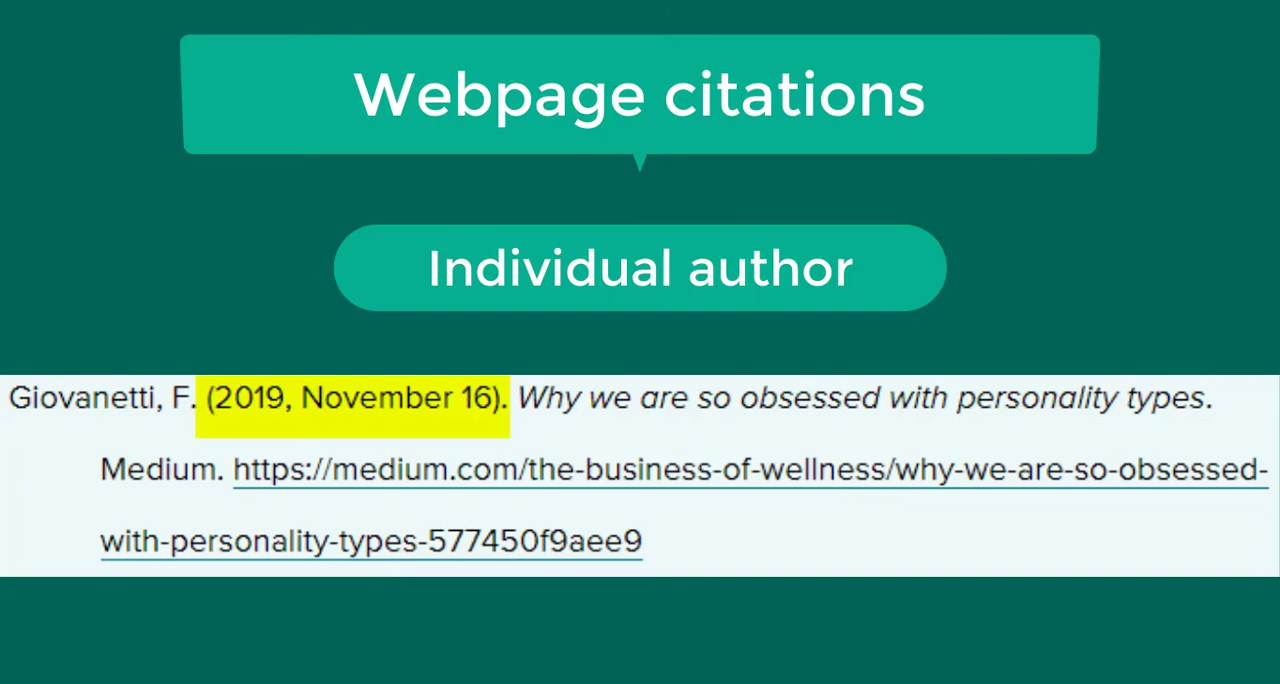 Webpage citations
Individual author
Giovanetti, F. (2019, November 16). Why we are so obsessed with personality types.
Medium. https://medium.com/the-business-of-wellness/why-we-are-so-obsessed-
with-personality-types-577450f9aee9